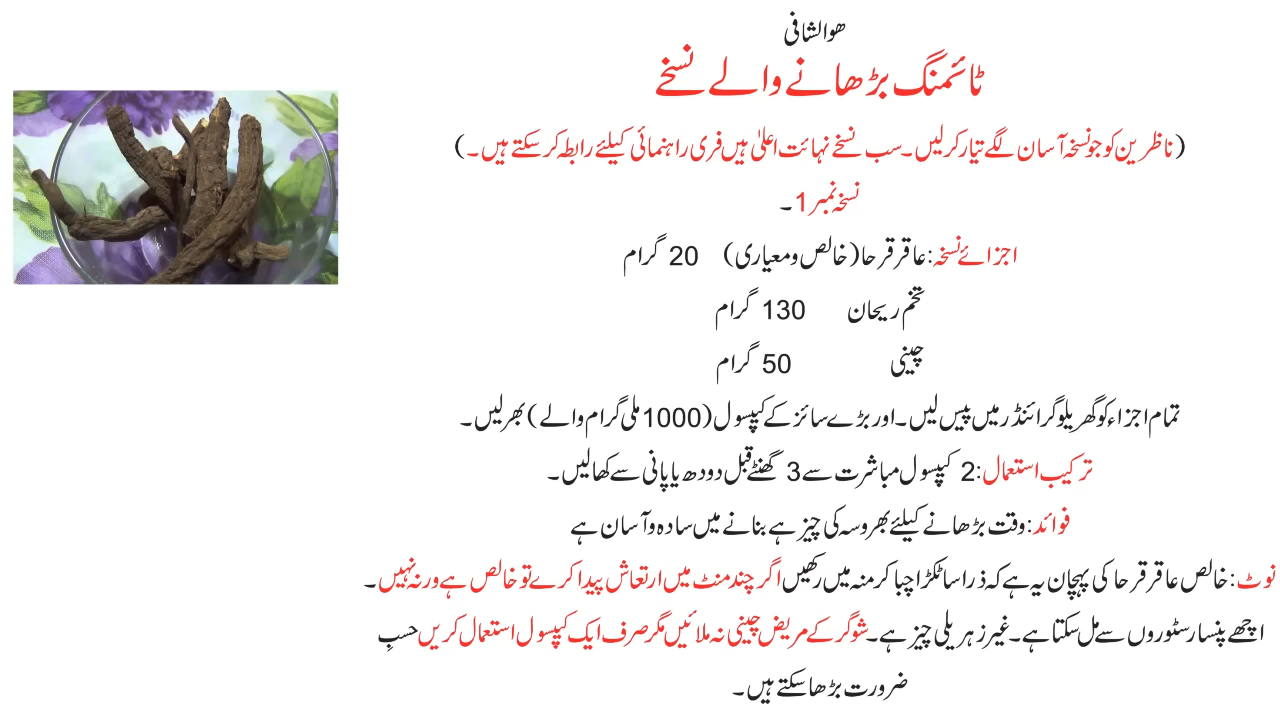 ھوالشافی
ٹائمنگ بڑھانے والے نسخے
(ناظرین کو جو نسخہ آسان لگے تیار کرلیں۔سب نسخے نہائت اعلیٰ ہیں فری راہنمائی کیلئے رابطہ کرسکتے ہیں۔)
نسخہ نمبر 1۔
اجزائے نسخہ:عاقرقرحا(خالص ومعیاری) 20 گرام
تخم ریحان 130 گرام
چینی 50 گرام
تمام اجزاء کو گھریلو گرائنڈر میں پیس لیں۔اور بڑے سائز کے کیپسول (1000 ملی گرام والے) بھرلیں۔
ترکیب استعمال:2 کیپسول مباشرت سے 3 گھنٹے قبل دودھ یا پانی سے کھالیں۔
فوائد:وقت بڑھانے کیلئے بھروسہ کی چیز ہے بنانے میں سادہ و آسان ہے
نوٹ:خالص عاقرقرحا کی پہچان یہ ہے کہ ذراسا ٹکڑا چبا کر منہ میں رکھیں اگر چند منٹ میں ارتعاش پیدا کرے تو خالص ہے ورنہ نہیں۔
اچھے پنسار سٹوروں سے مل سکتا ہے۔غیر زہریلی چیز ہے۔شوگر کے مریض چینی نہ ملائیں مگر صرف ایک کیپسول استعمال کریں حسبِ
ضرورت بڑھا سکتے ہیں۔